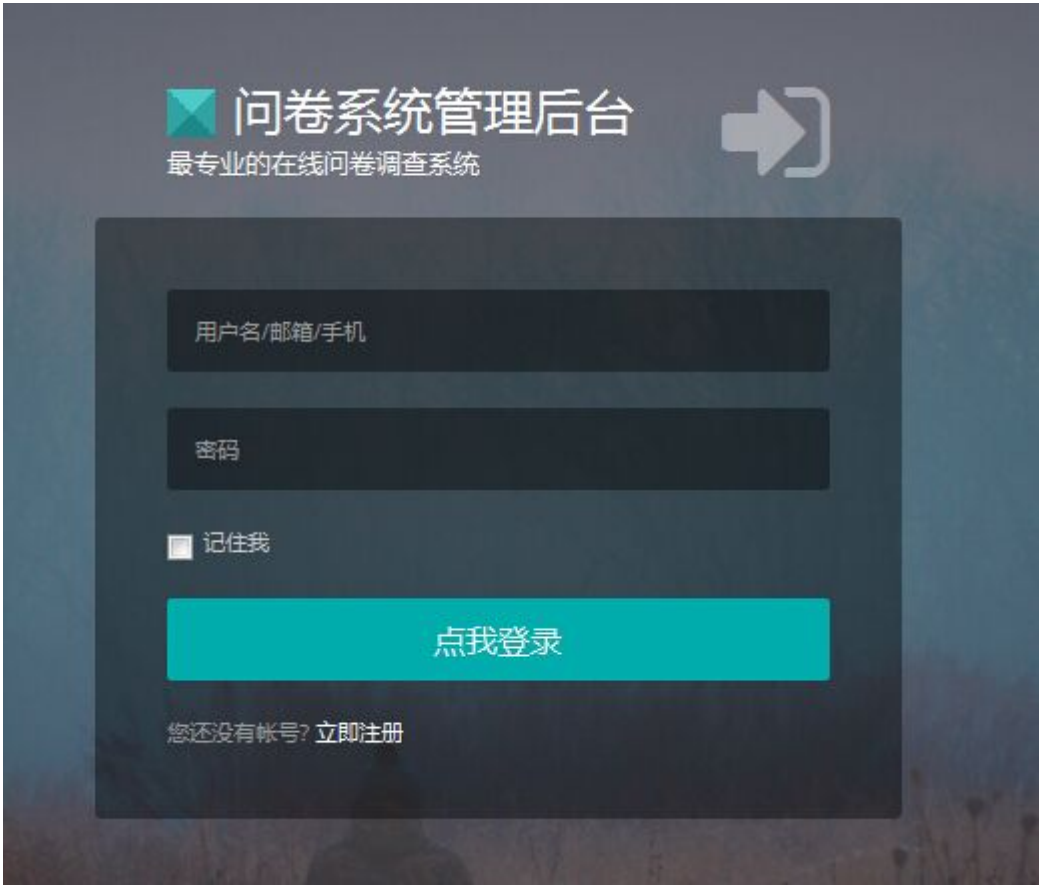 问卷系统管理后台
最专业的在线问卷调查系统
用户名/邮箱/手机
密码
记住我
点我登录
您还没有帐号? 立即注册